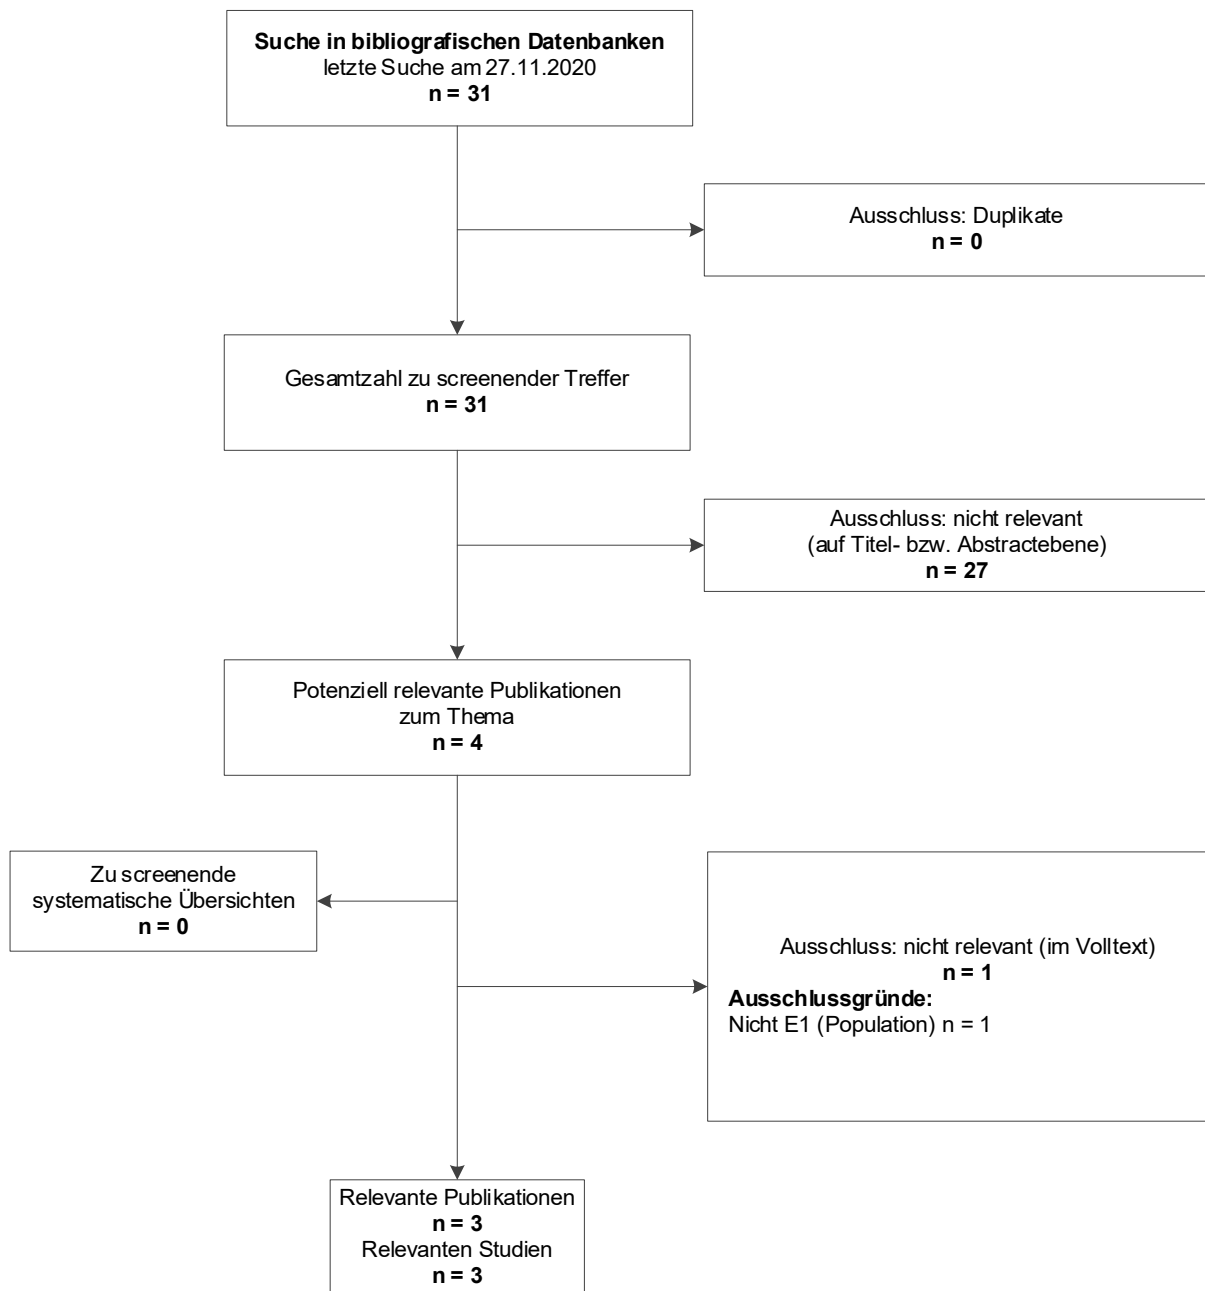 Suche in bibliografischen Datenbanken
letzte Suche am 27.11.2020
n = 31
Ausschluss: Duplikate
n = 0
Gesamtzahl zu screenender Treffer
n = 31
Ausschluss: nicht relevant
(auf Titel- bzw. Abstractebene)
n = 27
Potenziell relevante Publikationen
zum Thema
n = 4
Zu screenende
systematische Übersichten
n = 0
Ausschluss: nicht relevant (im Volltext)
n = 1
Ausschlussgründe:
Nicht E1 (Population) n = 1
Relevante Publikationen
n = 3
Relevanten Studien
n = 3